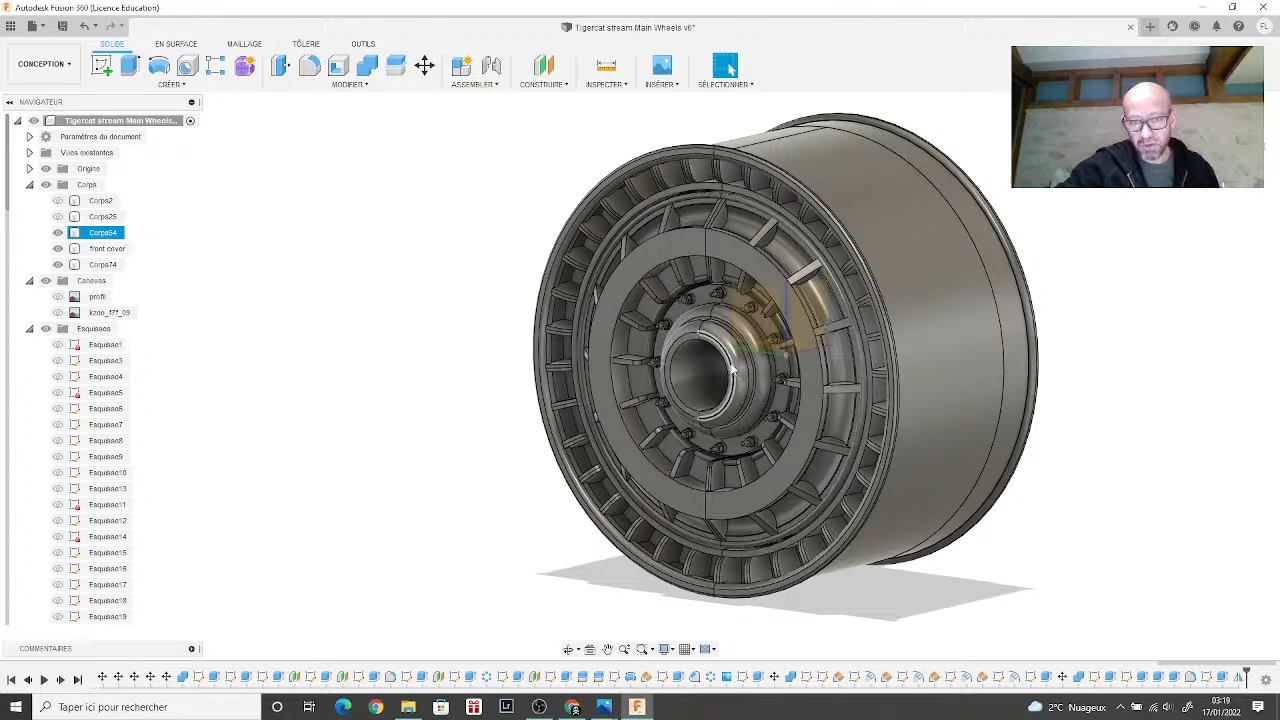 Autodesk Fusion 360 (Licence Education)
Tigercat stream Main Wheels v6*
FL
SOLIDE
EN SURFACE
MAILLAGE
TÔLERIE
OUTILS
CONCEPTION
CRÉER
MODIFIER
ASSEMBLER
CONSTRUIRE
INSPECTER
INSÉRER
SÉLECTIONNER
NAVIGATEUR
Tigercat stream Main Wheels...
Paramètres du document
Vues existantes
Origine
Corps
Corps2
Corps25
Corps54
front cover
Corps74
Canevas
profil
kzoo_f7f_09
Esquisses
Esquisse1
Esquisse3
Esquisse4
Esquisse5
Esquisse6
Esquisse7
Esquisse8
Esquisse9
Esquisse10
Esquisse13
Esquisse11
Esquisse12
Esquisse14
Esquisse15
Esquisse16
Esquisse17
Esquisse18
Esquisse19
COMMENTAIRES
Taper ici pour rechercher
2°C Nuageux
03:19
17/01/2022